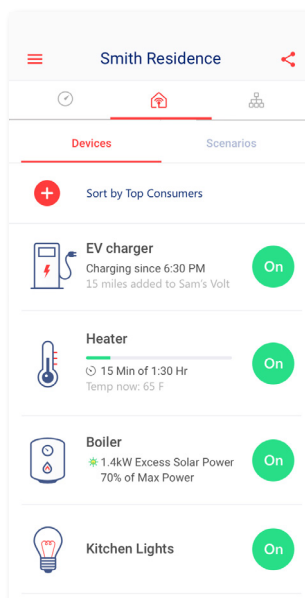 Smith Residence
Devices
Scenarios
Sort by Top Consumers
EV charger
Charging since 6:30 PM
15 miles added to Sam's Volt
On
Heater
15 Min of 1:30 Hr
Temp now: 65 F
On
Boiler
1.4kW Excess Solar Power
70% of Max Power
On
Kitchen Lights
On